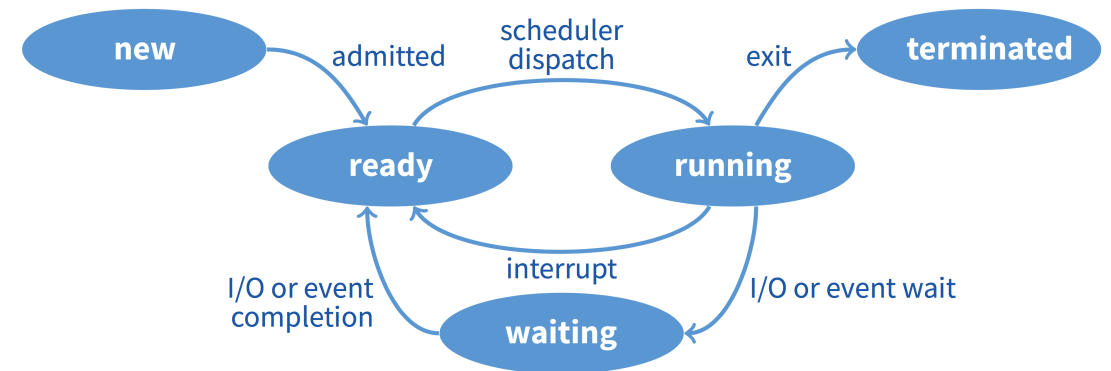 new
admitted
scheduler
dispatch
exit
terminated
ready
running
interrupt
I/O or event
completion
I/O or event wait
waiting